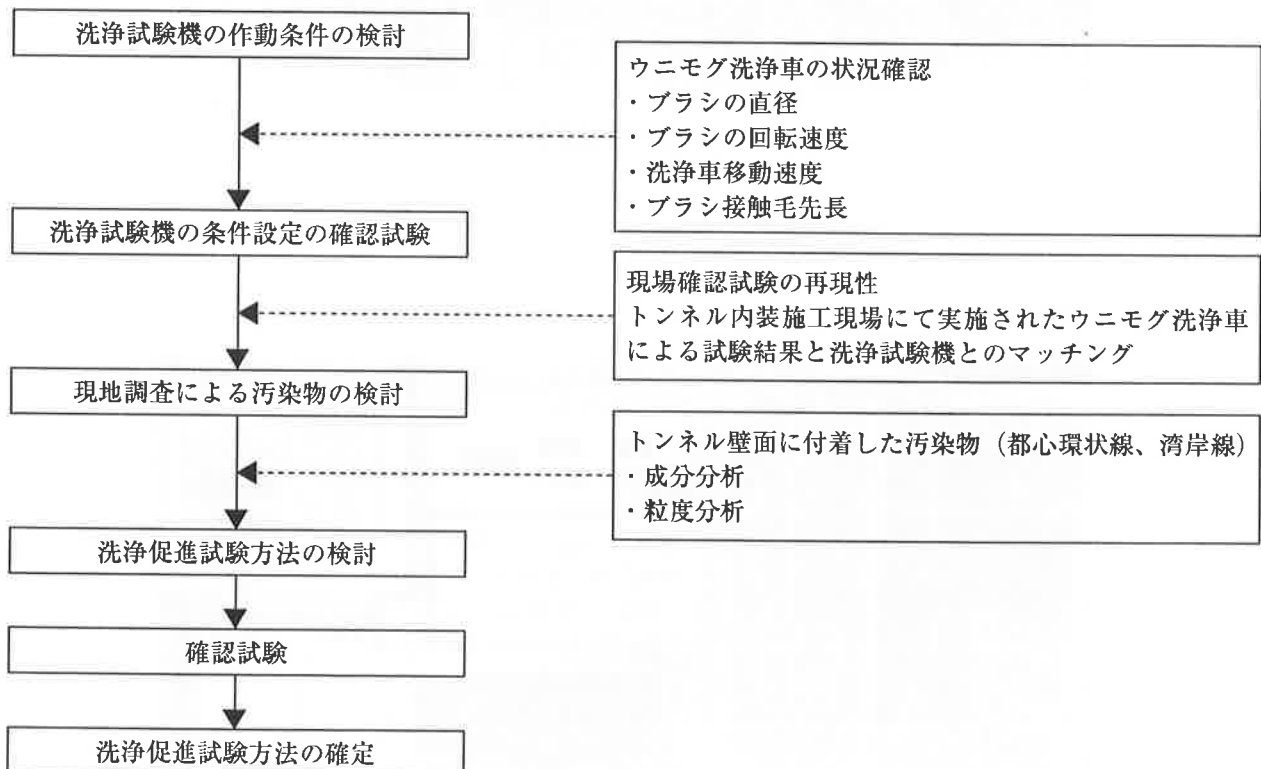 洗浄試験機の作動条件の検討
ウニモグ洗浄車の状況確認
・ブラシの直径
・ブラシの回転速度
・洗浄車移動速度
・ブラシ接触毛先長
洗浄試験機の条件設定の確認試験
現場確認試験の再現性
トンネル内装施工現場にて実施されたウニモグ洗浄車
による試験結果と洗浄試験機とのマッチング
現地調査による汚染物の検討
トンネル壁面に付着した汚染物（都心環状線、湾岸線）
・成分分析
・粒度分析
洗浄促進試験方法の検討
確認試験
洗浄促進試験方法の確定